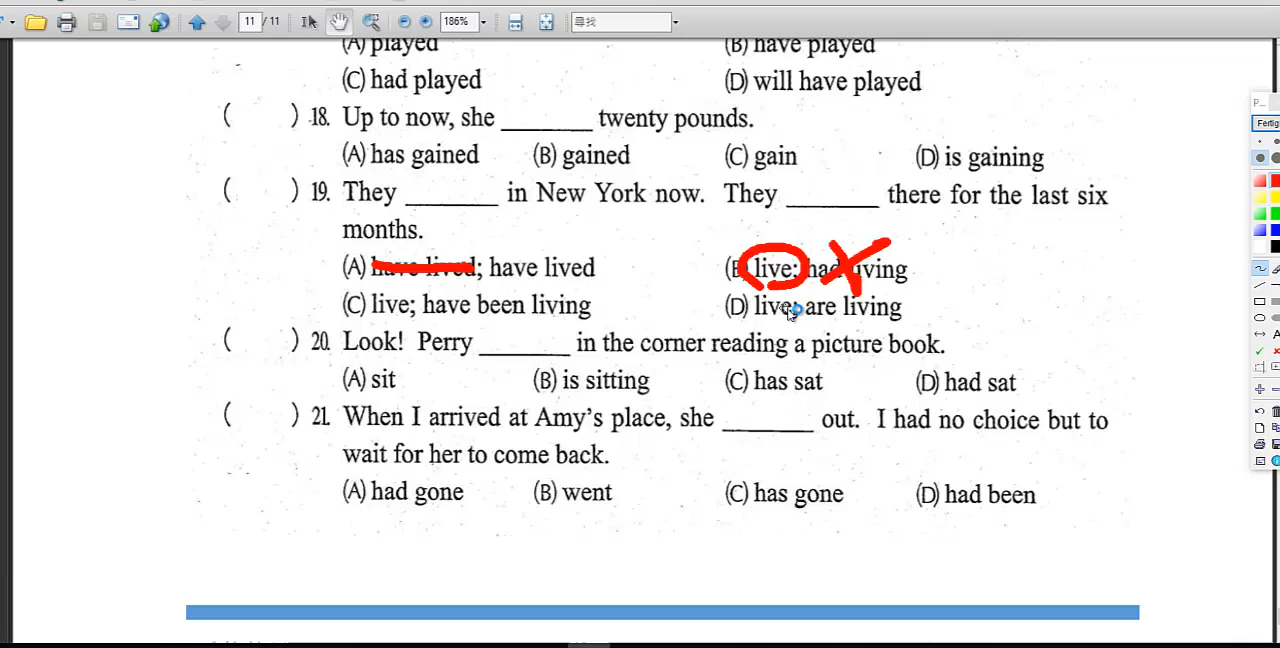 11 / 11 186% 尋找
P...
Fertig
(A) played (B) have played
(C) had played (D) will have played
( ) 18. Up to now, she ________ twenty pounds.
(A) has gained (B) gained (C) gain (D) is gaining
( ) 19. They ________ in New York now. They ________ there for the last six
months.
(A) have lived; have lived (B) live; had living
(C) live; have been living (D) live; are living
( ) 20. Look! Perry ________ in the corner reading a picture book.
(A) sit (B) is sitting (C) has sat (D) had sat
( ) 21. When I arrived at Amy's place, she ________ out. I had no choice but to
wait for her to come back.
(A) had gone (B) went (C) has gone (D) had been